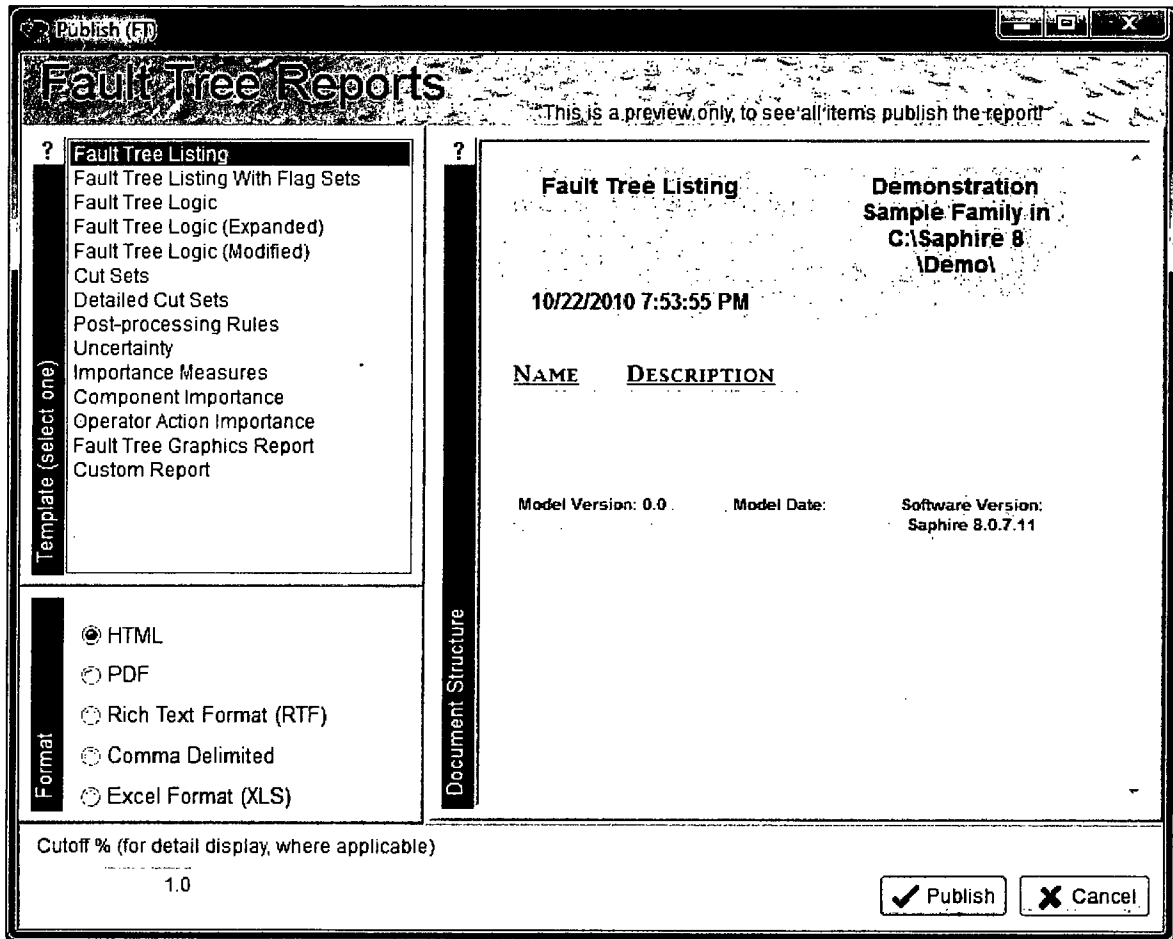 Publish (FT)
Fault Tree Reports
This is a preview only, to see all items publish the report!
?
Fault Tree Listing
Fault Tree Listing With Flag Sets
Fault Tree Logic
Fault Tree Logic (Expanded)
Fault Tree Logic (Modified)
Cut Sets
Detailed Cut Sets
Post-processing Rules
Uncertainty
Importance Measures
Component Importance
Operator Action Importance
Fault Tree Graphics Report
Custom Report
Template (select one)
Format
HTML
PDF
Rich Text Format (RTF)
Comma Delimited
Excel Format (XLS)
?
Document Structure
Fault Tree Listing
Demonstration
Sample Family in
C:\Saphire 8
\Demo\
10/22/2010 7:53:55 PM
NAME DESCRIPTION
Model Version: 0.0 Model Date: Software Version:
Saphire 8.0.7.11
Cutoff % (for detail display, where applicable)
1.0
Publish
Cancel